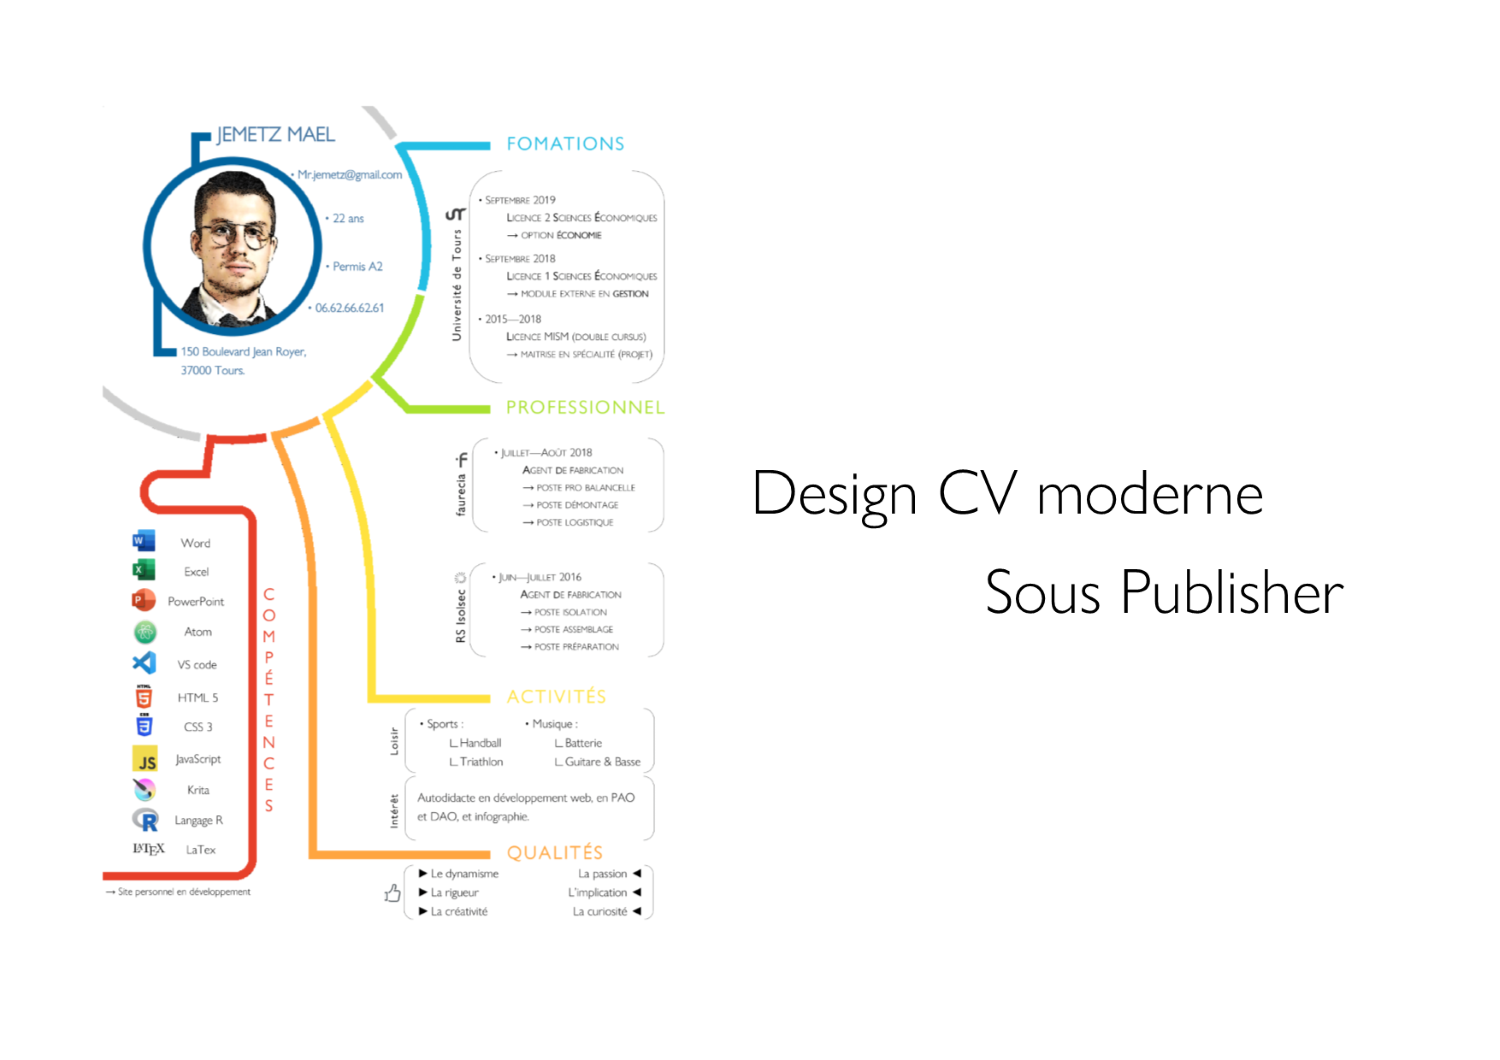 JEMETZ MAEL
• Mr.jemetz@gmail.com
• 22 ans
• Permis A2
• 06.62.66.62.61
150 Boulevard Jean Royer,
37000 Tours.
FOMATIONS
Université de Tours
• Septembre 2019
Licence 2 Sciences Économiques
→ option économie
• Septembre 2018
Licence 1 Sciences Économiques
→ module externe en gestion
• 2015—2018
Licence MISM (double cursus)
→ maitrise en spécialité (projet)
PROFESSIONNEL
faurecia
• Juillet—Août 2018
Agent de fabrication
→ poste pro balancelle
→ poste démontage
→ poste logistique
RS Isolsec
• Juin—Juillet 2016
Agent de fabrication
→ poste isolation
→ poste assemblage
→ poste préparation
ACTIVITÉS
Loisir
• Sports :
Handball
Triathlon
• Musique :
Batterie
Guitare & Basse
Intérêt
Autodidacte en développement web, en PAO
et DAO, et infographie.
QUALITÉS
► Le dynamisme
► La rigueur
► La créativité
La passion ◄
L'implication ◄
La curiosité ◄
COMPÉTENCES
W Word
X Excel
P PowerPoint
Atom
VS code
HTML 5 HTML 5
CSS 3 CSS 3
JS JavaScript
Krita
R Langage R
LATEX LaTex
→ Site personnel en développement
Design CV moderne
Sous Publisher